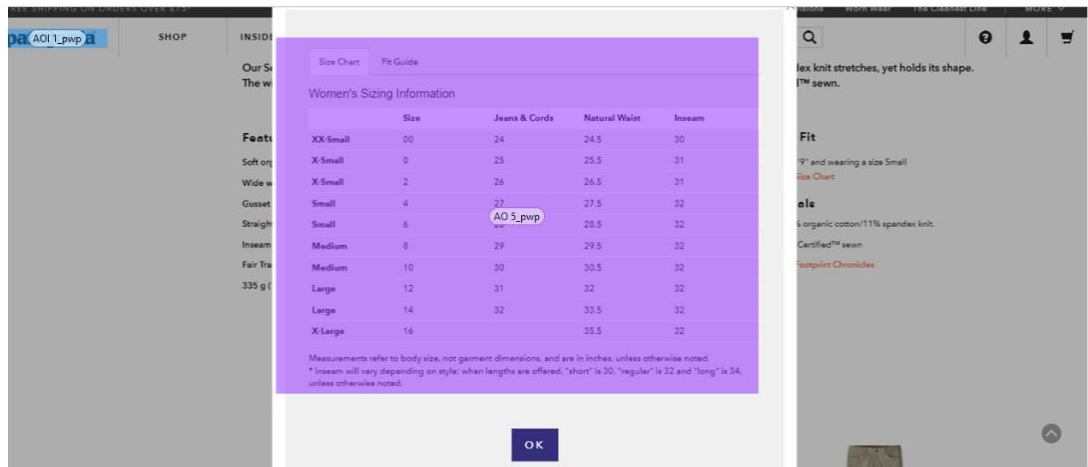 FREE SHIPPING ON ORDERS OVER $75*
Worn Wear The Cleanest Line MORE
AOI 1_pwp
SHOP
INSIDE
Our Se
The wi
lex knit stretches, yet holds its shape.
™ sewn.
Size Chart Fit Guide
Women's Sizing Information
Size Jeans & Cords Natural Waist Inseam
XX-Small 00 24 24.5 30
X-Small 0 25 25.5 31
X-Small 2 26 26.5 31
Small 4 27 27.5 32
AO 5_pwp
Small 6 28.5 32
Medium 8 29 29.5 32
Medium 10 30 30.5 32
Large 12 31 32 32
Large 14 32 33.5 32
X-Large 16 35.5 32
Measurements refer to body size, not garment dimensions, and are in inches, unless otherwise noted.
* Inseam will vary depending on style; when lengths are offered, "short" is 30, "regular" is 32 and "long" is 34,
unless otherwise noted.
OK
Featu
Soft org
Wide w
Gusset
Straigh
Inseam
Fair Tra
335 g (
Fit
'9" and wearing a size Small
Size Chart
als
organic cotton/11% spandex knit.
Certified™ sewn
Footprint Chronicles